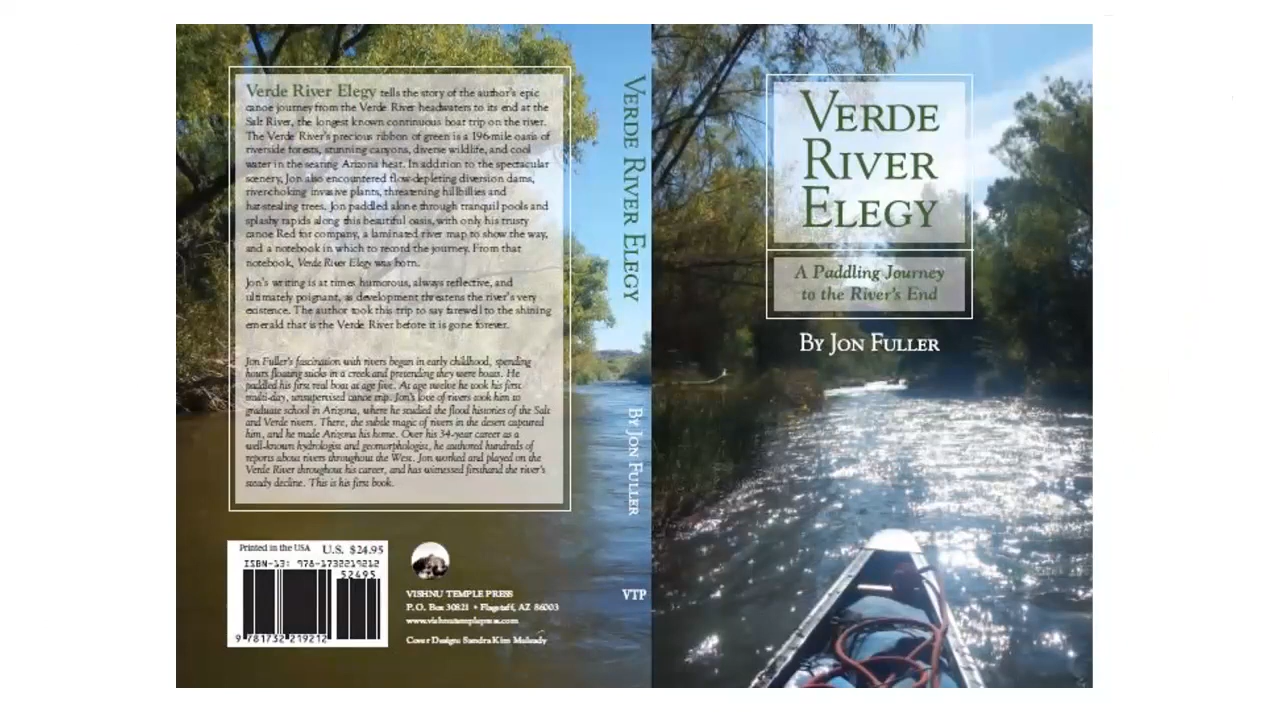 Verde River Elegy tells the story of the author's epic
canoe journey from the Verde River headwaters to its end at the
Salt River, the longest known continuous boat trip on the river.
The Verde River's precious ribbon of green is a 196-mile oasis of
riverside forests, stunning canyons, diverse wildlife, and cool
water in the searing Arizona heat. In addition to the spectacular
scenery, Jon also encountered flow-depleting diversion dams,
river-choking invasive plants, threatening hillbillies and
hat-stealing trees. Jon paddled alone through tranquil pools and
splashy rapids along this beautiful oasis, with only his trusty
canoe Red for company, a laminated river map to show the way,
and a notebook in which to record the journey. From that
notebook, Verde River Elegy was born.
Jon's writing is at times humorous, always reflective, and
ultimately poignant, as development threatens the river's very
existence. The author took this trip to say farewell to the shining
emerald that is the Verde River before it is gone forever.
Jon Fuller's fascination with rivers began in early childhood, spending
hours floating sticks in a creek and pretending they were boats. He
paddled his first real boat at age five. At age twelve he took his first
multi-day, unsupervised canoe trip. Jon's love of rivers took him to
graduate school in Arizona, where he studied the flood histories of the Salt
and Verde rivers. There, the subtle magic of rivers in the desert captured
him, and he made Arizona his home. Over his 34-year career as a
well-known hydrologist and geomorphologist, he authored hundreds of
reports about rivers throughout the West. Jon worked and played on the
Verde River throughout his career, and has witnessed firsthand the river's
steady decline. This is his first book.
Printed in the USA U.S. $24.95
ISBN-13: 978-1732219212
52495
9 781732 219212
VISHNU TEMPLE PRESS
P.O. Box 30821 • Flagstaff, AZ 86003
www.vishnutemplepress.com
Cover Design: Sandra Kim Muleady
VERDE RIVER ELEGY
BY JON FULLER
VTP
VERDE
RIVER
ELEGY
A Paddling Journey
to the River's End
BY JON FULLER